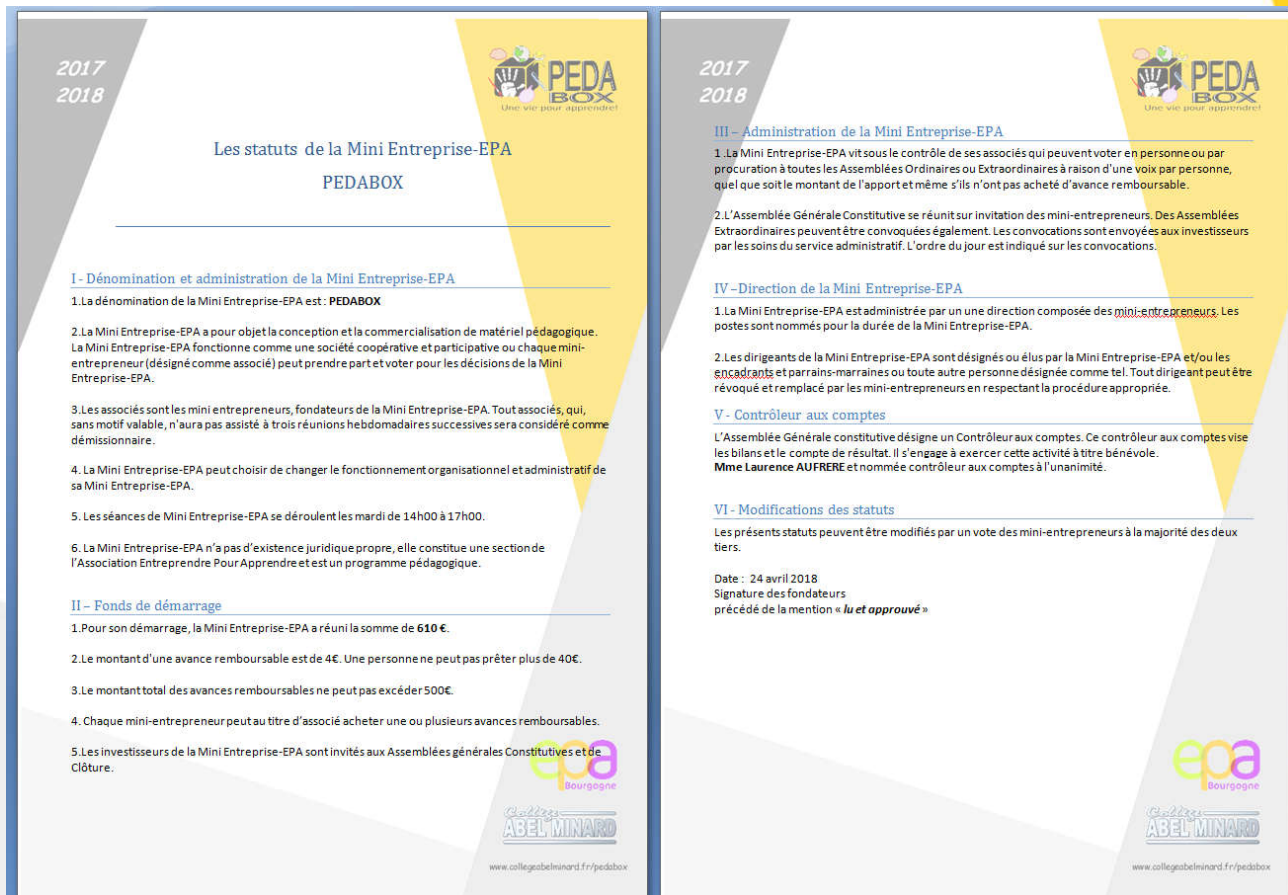 2017
2018
PEDA
BOX
Une vie pour apprendre!
Les statuts de la Mini Entreprise-EPA
PEDABOX
I - Dénomination et administration de la Mini Entreprise-EPA
1.La dénomination de la Mini Entreprise-EPA est : PEDABOX
2.La Mini Entreprise-EPA a pour objet la conception et la commercialisation de matériel pédagogique.
La Mini Entreprise-EPA fonctionne comme une société coopérative et participative ou chaque mini-
entrepreneur (désigné comme associé) peut prendre part et voter pour les décisions de la Mini
Entreprise-EPA.
3.Les associés sont les mini entrepreneurs, fondateurs de la Mini Entreprise-EPA. Tout associés, qui,
sans motif valable, n'aura pas assisté à trois réunions hebdomadaires successives sera considéré comme
démissionnaire.
4. La Mini Entreprise-EPA peut choisir de changer le fonctionnement organisationnel et administratif de
sa Mini Entreprise-EPA.
5. Les séances de Mini Entreprise-EPA se déroulent les mardi de 14h00 à 17h00.
6. La Mini Entreprise-EPA n'a pas d'existence juridique propre, elle constitue une section de
l'Association Entreprendre Pour Apprendre et est un programme pédagogique.
II – Fonds de démarrage
1.Pour son démarrage, la Mini Entreprise-EPA a réuni la somme de 610 €.
2.Le montant d'une avance remboursable est de 4€. Une personne ne peut pas prêter plus de 40€.
3.Le montant total des avances remboursables ne peut pas excéder 500€.
4. Chaque mini-entrepreneur peut au titre d'associé acheter une ou plusieurs avances remboursables.
5.Les investisseurs de la Mini Entreprise-EPA sont invités aux Assemblées générales Constitutives et de
Clôture.
epa
Bourgogne
Collège
ABEL MINARD
www.collegeabelminard.fr/pedabox
2017
2018
PEDA
BOX
Une vie pour apprendre!
III – Administration de la Mini Entreprise-EPA
1 .La Mini Entreprise-EPA vit sous le contrôle de ses associés qui peuvent voter en personne ou par
procuration à toutes les Assemblées Ordinaires ou Extraordinaires à raison d'une voix par personne,
quel que soit le montant de l'apport et même s'ils n'ont pas acheté d'avance remboursable.
2.L'Assemblée Générale Constitutive se réunit sur invitation des mini-entrepreneurs. Des Assemblées
Extraordinaires peuvent être convoquées également. Les convocations sont envoyées aux investisseurs
par les soins du service administratif. L'ordre du jour est indiqué sur les convocations.
IV –Direction de la Mini Entreprise-EPA
1.La Mini Entreprise-EPA est administrée par un une direction composée des mini-entrepreneurs. Les
postes sont nommés pour la durée de la Mini Entreprise-EPA.
2.Les dirigeants de la Mini Entreprise-EPA sont désignés ou élus par la Mini Entreprise-EPA et/ou les
encadrants et parrains-marraines ou toute autre personne désignée comme tel. Tout dirigeant peut être
révoqué et remplacé par les mini-entrepreneurs en respectant la procédure appropriée.
V - Contrôleur aux comptes
L'Assemblée Générale constitutive désigne un Contrôleur aux comptes. Ce contrôleur aux comptes vise
les bilans et le compte de résultat. Il s'engage à exercer cette activité à titre bénévole.
Mme Laurence AUFRERE et nommée contrôleur aux comptes à l'unanimité.
VI - Modifications des statuts
Les présents statuts peuvent être modifiés par un vote des mini-entrepreneurs à la majorité des deux
tiers.
Date : 24 avril 2018
Signature des fondateurs
précédé de la mention « lu et approuvé »
epa
Bourgogne
Collège
ABEL MINARD
www.collegeabelminard.fr/pedabox